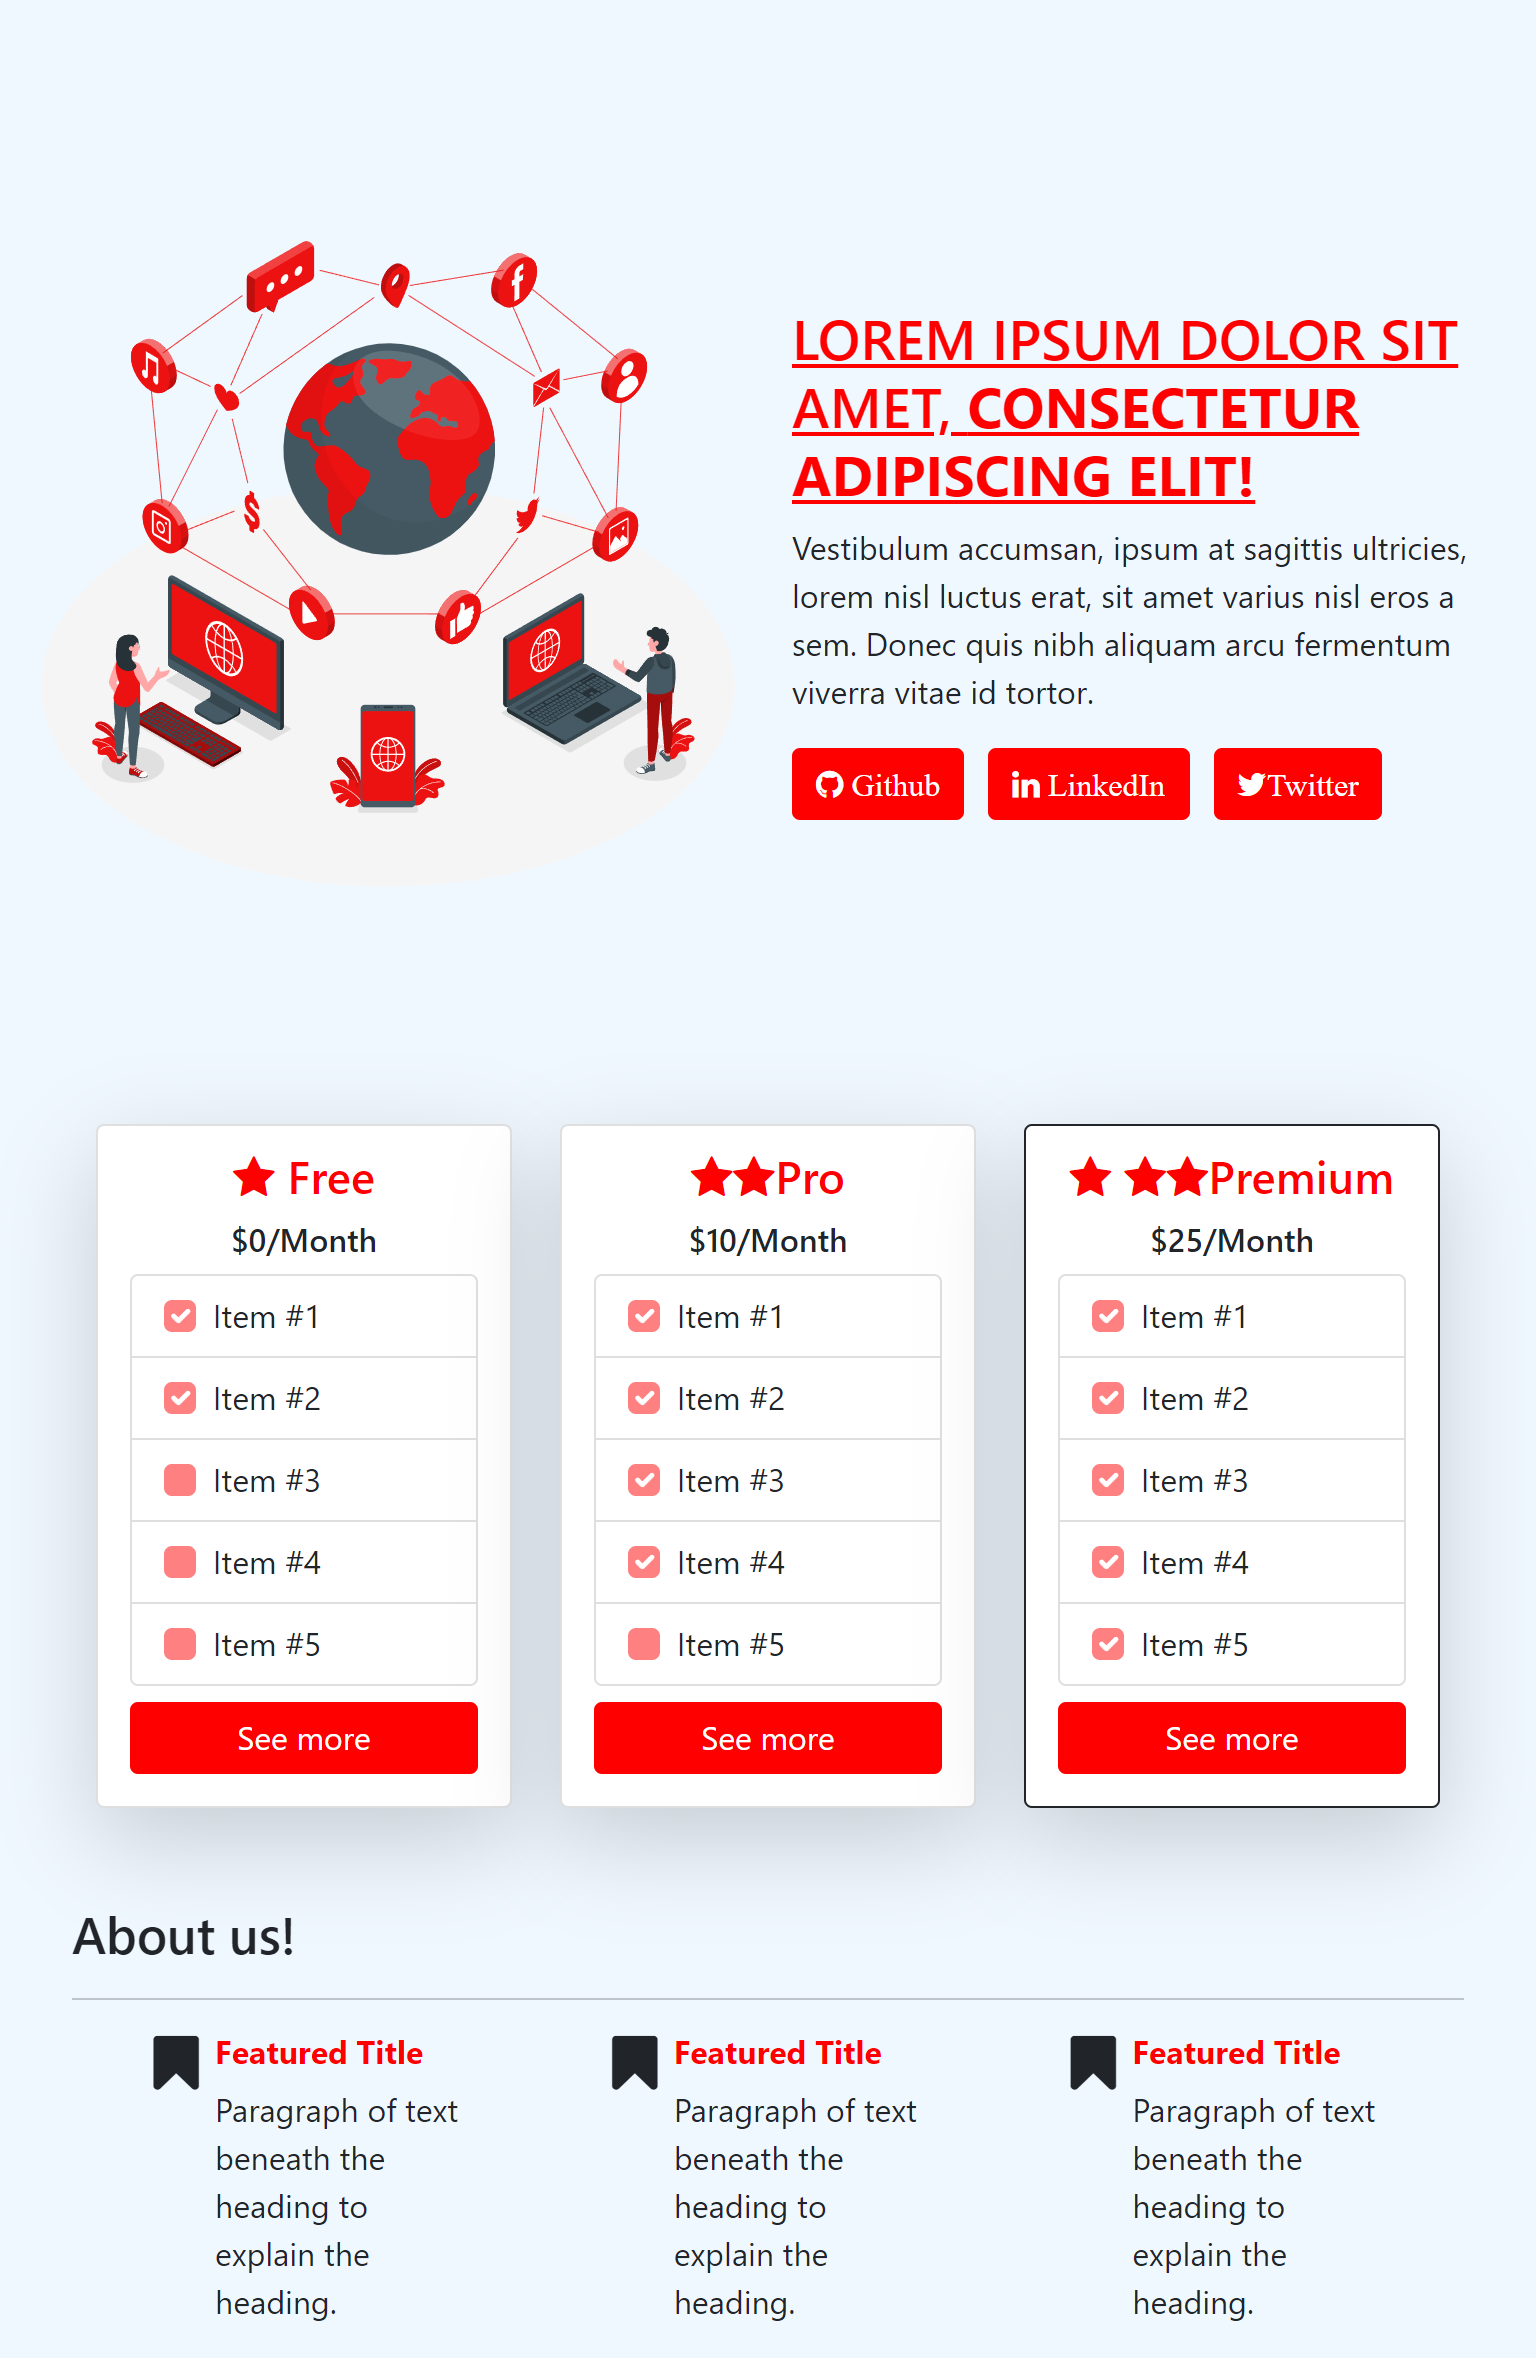 LOREM IPSUM DOLOR SIT
AMET, CONSECTETUR
ADIPISCING ELIT!
Vestibulum accumsan, ipsum at sagittis ultricies,
lorem nisl luctus erat, sit amet varius nisl eros a
sem. Donec quis nibh aliquam arcu fermentum
viverra vitae id tortor.
Github
LinkedIn
Twitter
Free
$0/Month
Item #1
Item #2
Item #3
Item #4
Item #5
See more
Pro
$10/Month
Item #1
Item #2
Item #3
Item #4
Item #5
See more
Premium
$25/Month
Item #1
Item #2
Item #3
Item #4
Item #5
See more
About us!
Featured Title
Paragraph of text
beneath the
heading to
explain the
heading.
Featured Title
Paragraph of text
beneath the
heading to
explain the
heading.
Featured Title
Paragraph of text
beneath the
heading to
explain the
heading.